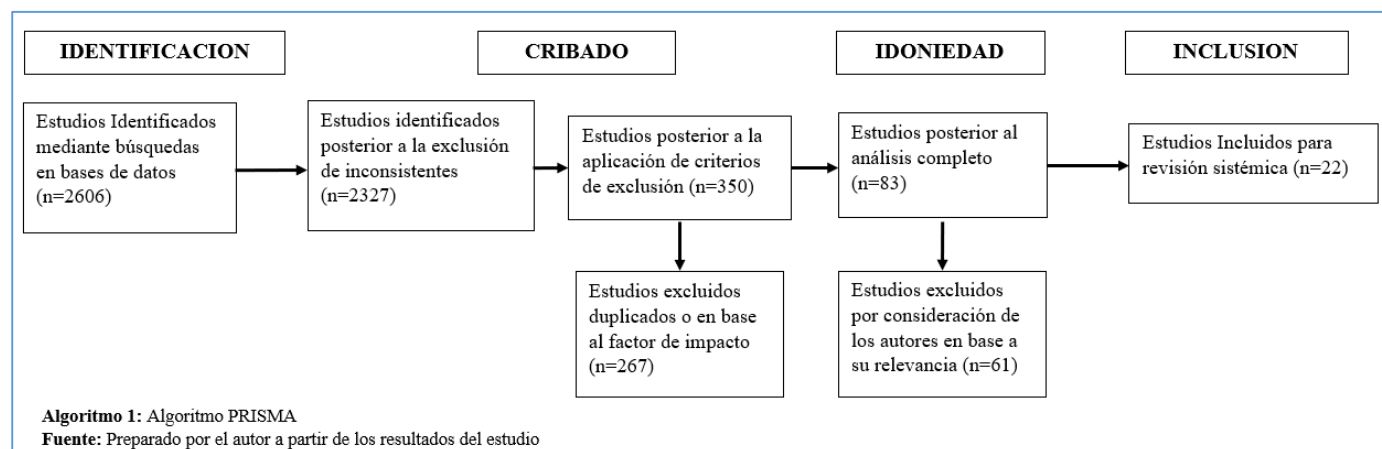 IDENTIFICACION
CRIBADO
IDONIEDAD
INCLUSION
Estudios Identificados
mediante búsquedas
en bases de datos
(n=2606)
Estudios identificados
posterior a la exclusión
de inconsistentes
(n=2327)
Estudios posterior a la
aplicación de criterios
de exclusión (n=350)
Estudios posterior al
análisis completo
(n=83)
Estudios Incluidos para
revisión sistémica (n=22)
Estudios excluidos
duplicados o en base
al factor de impacto
(n=267)
Estudios excluidos
por consideración de
los autores en base a
su relevancia (n=61)
Algoritmo 1: Algoritmo PRISMA
Fuente: Preparado por el autor a partir de los resultados del estudio